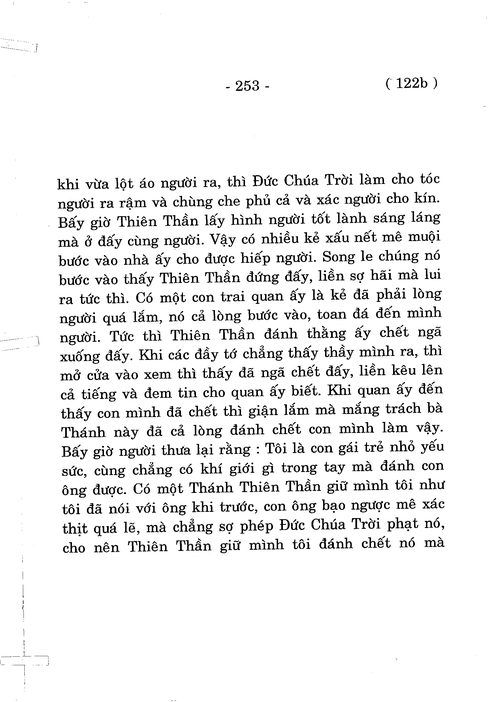 - 253 -
( 122b )
khi vừa lột áo người ra, thì Đức Chúa Trời làm cho tóc
người ra rậm và chùng che phủ cả và xác người cho kín.
Bấy giờ Thiên Thần lấy hình người tốt lành sáng láng
mà ở đấy cùng người. Vậy có nhiều kẻ xấu nết mê muội
bước vào nhà ấy cho được hiếp người. Song le chúng nó
bước vào thấy Thiên Thần đứng đấy, liền sợ hãi mà lui
ra tức thì. Có một con trai quan ấy là kẻ đã phải lòng
người quá lắm, nó cả lòng bước vào, toan đá đến mình
người. Tức thì Thiên Thần đánh thằng ấy chết ngã
xuống đấy. Khi các đầy tớ chẳng thấy thầy mình ra, thì
mở cửa vào xem thì thấy đã ngã chết đấy, liền kêu lên
cả tiếng và đem tin cho quan ấy biết. Khi quan ấy đến
thấy con mình đã chết thì giận lắm mà mắng trách bà
Thánh này đã cả lòng đánh chết con mình làm vậy.
Bấy giờ người thưa lại rằng : Tôi là con gái trẻ nhỏ yếu
sức, cùng chẳng có khí giới gì trong tay mà đánh con
ông được. Có một Thánh Thiên Thần giữ mình tôi như
tôi đã nói với ông khi trước, con ông bạo ngược mê xác
thịt quá lẽ, mà chẳng sợ phép Đức Chúa Trời phạt nó,
cho nên Thiên Thần giữ mình tôi đánh chết nó mà